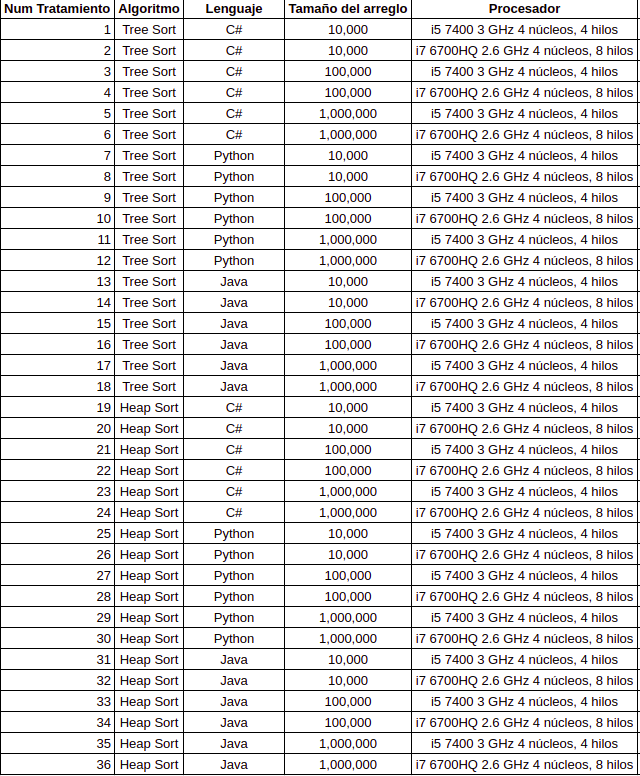 Num Tratamiento Algoritmo Lenguaje Tamaño del arreglo Procesador
1 Tree Sort C# 10,000 i5 7400 3 GHz 4 núcleos, 4 hilos
2 Tree Sort C# 10,000 i7 6700HQ 2.6 GHz 4 núcleos, 8 hilos
3 Tree Sort C# 100,000 i5 7400 3 GHz 4 núcleos, 4 hilos
4 Tree Sort C# 100,000 i7 6700HQ 2.6 GHz 4 núcleos, 8 hilos
5 Tree Sort C# 1,000,000 i5 7400 3 GHz 4 núcleos, 4 hilos
6 Tree Sort C# 1,000,000 i7 6700HQ 2.6 GHz 4 núcleos, 8 hilos
7 Tree Sort Python 10,000 i5 7400 3 GHz 4 núcleos, 4 hilos
8 Tree Sort Python 10,000 i7 6700HQ 2.6 GHz 4 núcleos, 8 hilos
9 Tree Sort Python 100,000 i5 7400 3 GHz 4 núcleos, 4 hilos
10 Tree Sort Python 100,000 i7 6700HQ 2.6 GHz 4 núcleos, 8 hilos
11 Tree Sort Python 1,000,000 i5 7400 3 GHz 4 núcleos, 4 hilos
12 Tree Sort Python 1,000,000 i7 6700HQ 2.6 GHz 4 núcleos, 8 hilos
13 Tree Sort Java 10,000 i5 7400 3 GHz 4 núcleos, 4 hilos
14 Tree Sort Java 10,000 i7 6700HQ 2.6 GHz 4 núcleos, 8 hilos
15 Tree Sort Java 100,000 i5 7400 3 GHz 4 núcleos, 4 hilos
16 Tree Sort Java 100,000 i7 6700HQ 2.6 GHz 4 núcleos, 8 hilos
17 Tree Sort Java 1,000,000 i5 7400 3 GHz 4 núcleos, 4 hilos
18 Tree Sort Java 1,000,000 i7 6700HQ 2.6 GHz 4 núcleos, 8 hilos
19 Heap Sort C# 10,000 i5 7400 3 GHz 4 núcleos, 4 hilos
20 Heap Sort C# 10,000 i7 6700HQ 2.6 GHz 4 núcleos, 8 hilos
21 Heap Sort C# 100,000 i5 7400 3 GHz 4 núcleos, 4 hilos
22 Heap Sort C# 100,000 i7 6700HQ 2.6 GHz 4 núcleos, 8 hilos
23 Heap Sort C# 1,000,000 i5 7400 3 GHz 4 núcleos, 4 hilos
24 Heap Sort C# 1,000,000 i7 6700HQ 2.6 GHz 4 núcleos, 8 hilos
25 Heap Sort Python 10,000 i5 7400 3 GHz 4 núcleos, 4 hilos
26 Heap Sort Python 10,000 i7 6700HQ 2.6 GHz 4 núcleos, 8 hilos
27 Heap Sort Python 100,000 i5 7400 3 GHz 4 núcleos, 4 hilos
28 Heap Sort Python 100,000 i7 6700HQ 2.6 GHz 4 núcleos, 8 hilos
29 Heap Sort Python 1,000,000 i5 7400 3 GHz 4 núcleos, 4 hilos
30 Heap Sort Python 1,000,000 i7 6700HQ 2.6 GHz 4 núcleos, 8 hilos
31 Heap Sort Java 10,000 i5 7400 3 GHz 4 núcleos, 4 hilos
32 Heap Sort Java 10,000 i7 6700HQ 2.6 GHz 4 núcleos, 8 hilos
33 Heap Sort Java 100,000 i5 7400 3 GHz 4 núcleos, 4 hilos
34 Heap Sort Java 100,000 i7 6700HQ 2.6 GHz 4 núcleos, 8 hilos
35 Heap Sort Java 1,000,000 i5 7400 3 GHz 4 núcleos, 4 hilos
36 Heap Sort Java 1,000,000 i7 6700HQ 2.6 GHz 4 núcleos, 8 hilos